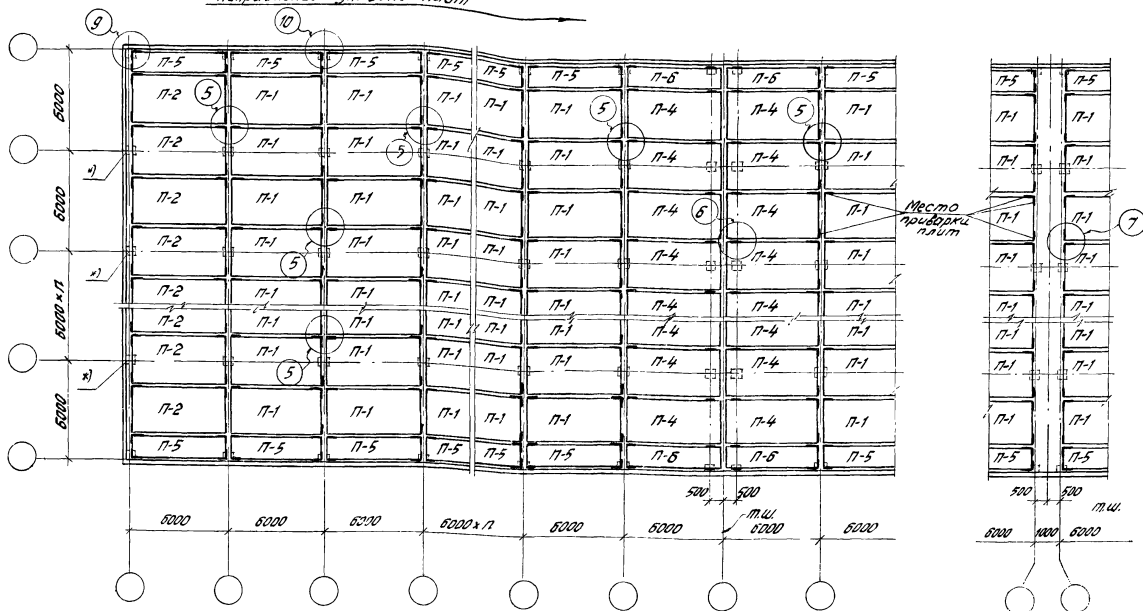 9 10
П-5 П-5 П-5 П-5 П-5 П-5 П-6 П-6 П-5 П-5 П-5
5 5 5
6000 П-2 П-1 П-1 П-1 П-1 П-1 П-4 П-4 П-1 П-1 П-1
5
*) П-2 П-1 П-1 П-1 П-1 П-1 П-4 П-4 П-1 П-1 П-1
6 Место приварки плит 7
6000 П-2 П-1 П-1 П-1 П-1 П-1 П-4 П-4 П-1 П-1 П-1
*) П-2 П-1 П-1 П-1 П-1 П-1 П-4 П-4 П-1 П-1 П-1
5
6000×п П-2 П-1 П-1 П-1 П-1 П-1 П-4 П-4 П-1 П-1 П-1
П-2 П-1 П-1 П-1 П-1 П-1 П-4 П-4 П-1 П-1 П-1
*) П-2 П-1 П-1 П-1 П-1 П-1 П-4 П-4 П-1 П-1 П-1
5
6000 П-2 П-1 П-1 П-1 П-1 П-1 П-4 П-4 П-1 П-1 П-1
П-5 П-5 П-5 П-5 П-5 П-5 П-6 П-6 П-5 П-5 П-5
500 500 500 500
т.ш. т.ш.
6000 6000 6000 6000×п 6000 6000 6000 6000 6000 1000 6000